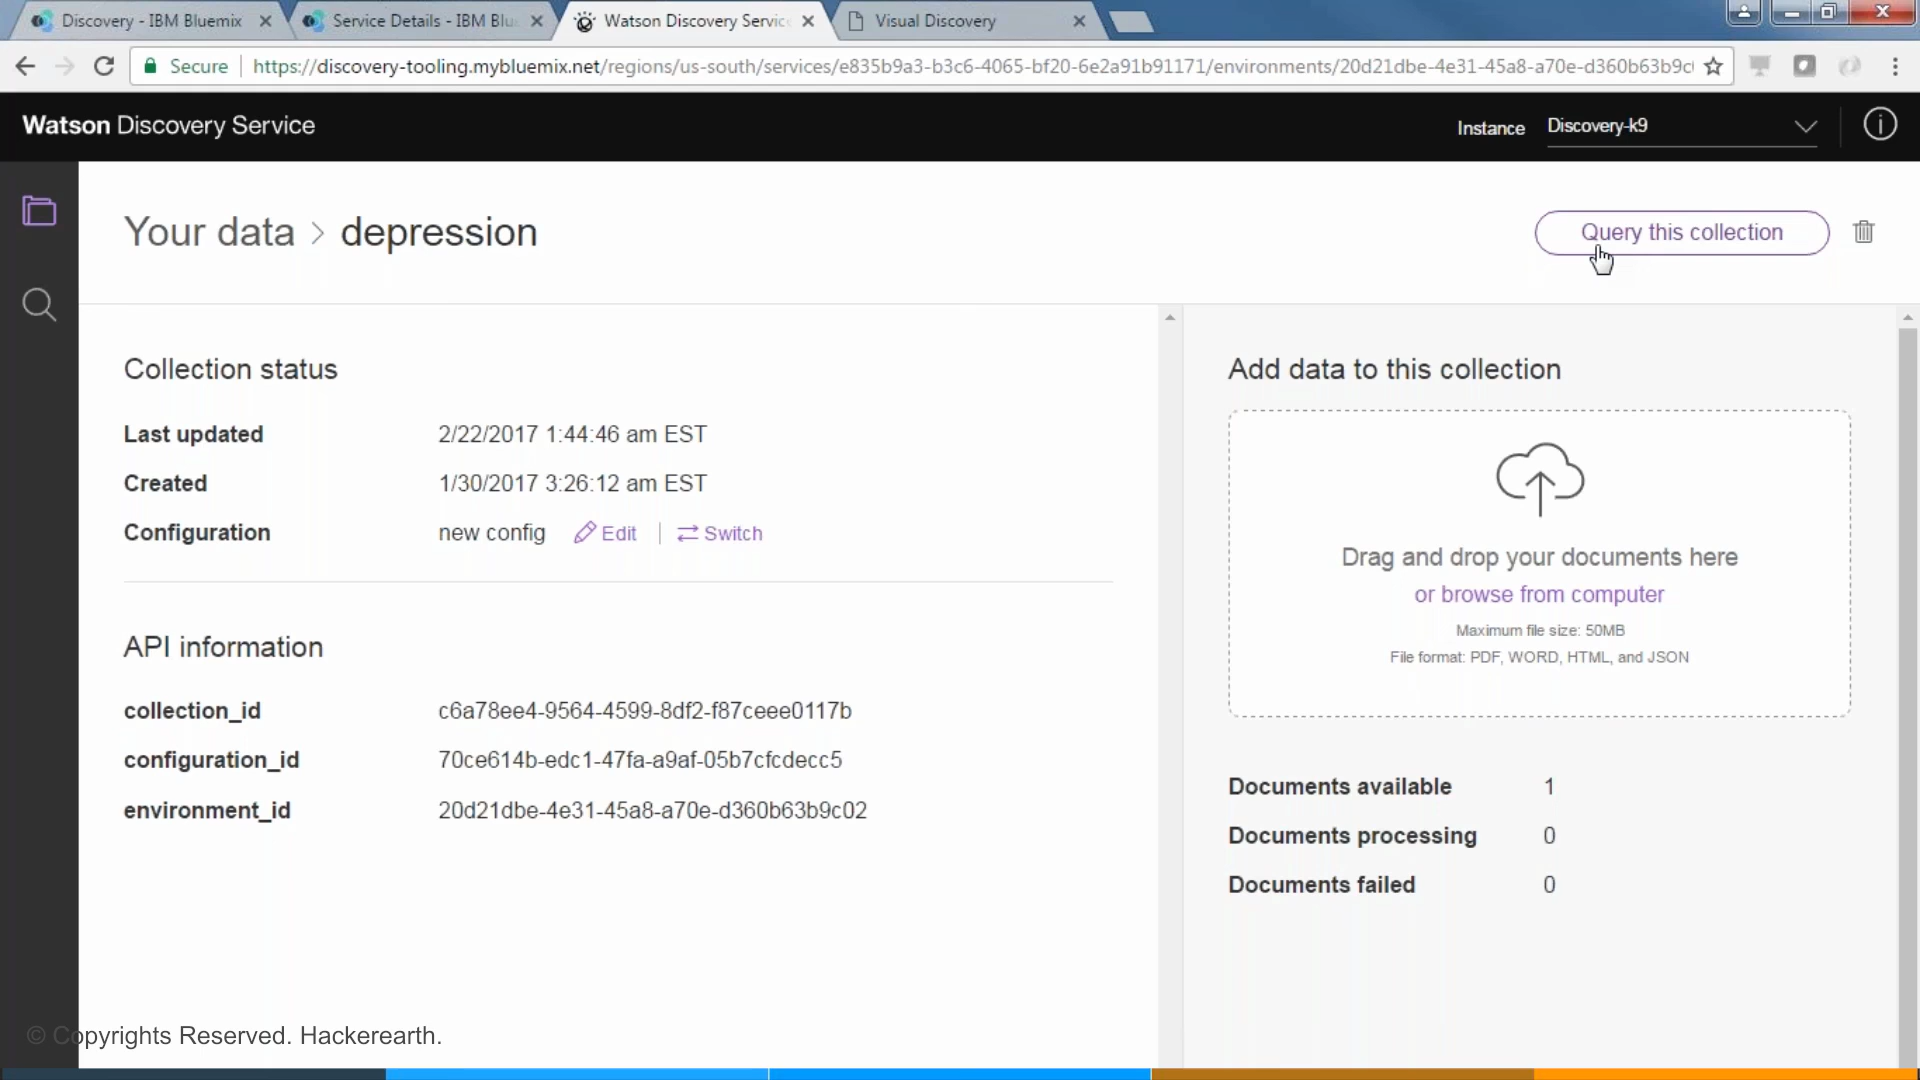 Discovery - IBM Bluemix
Service Details - IBM Blu
Watson Discovery Servic
Visual Discovery
Secure
https://discovery-tooling.mybluemix.net/regions/us-south/services/e835b9a3-b3c6-4065-bf20-6e2a91b91171/environments/20d21dbe-4e31-45a8-a70e-d360b63b9c
Watson Discovery Service
Instance
Discovery-k9
Your data > depression
Query this collection
Collection status
Last updated 2/22/2017 1:44:46 am EST
Created 1/30/2017 3:26:12 am EST
Configuration new config Edit | Switch
API information
collection_id c6a78ee4-9564-4599-8df2-f87ceee0117b
configuration_id 70ce614b-edc1-47fa-a9af-05b7cfcdecc5
environment_id 20d21dbe-4e31-45a8-a70e-d360b63b9c02
Add data to this collection
Drag and drop your documents here
or browse from computer
Maximum file size: 50MB
File format: PDF, WORD, HTML, and JSON
Documents available 1
Documents processing 0
Documents failed 0
© Copyrights Reserved. Hackerearth.